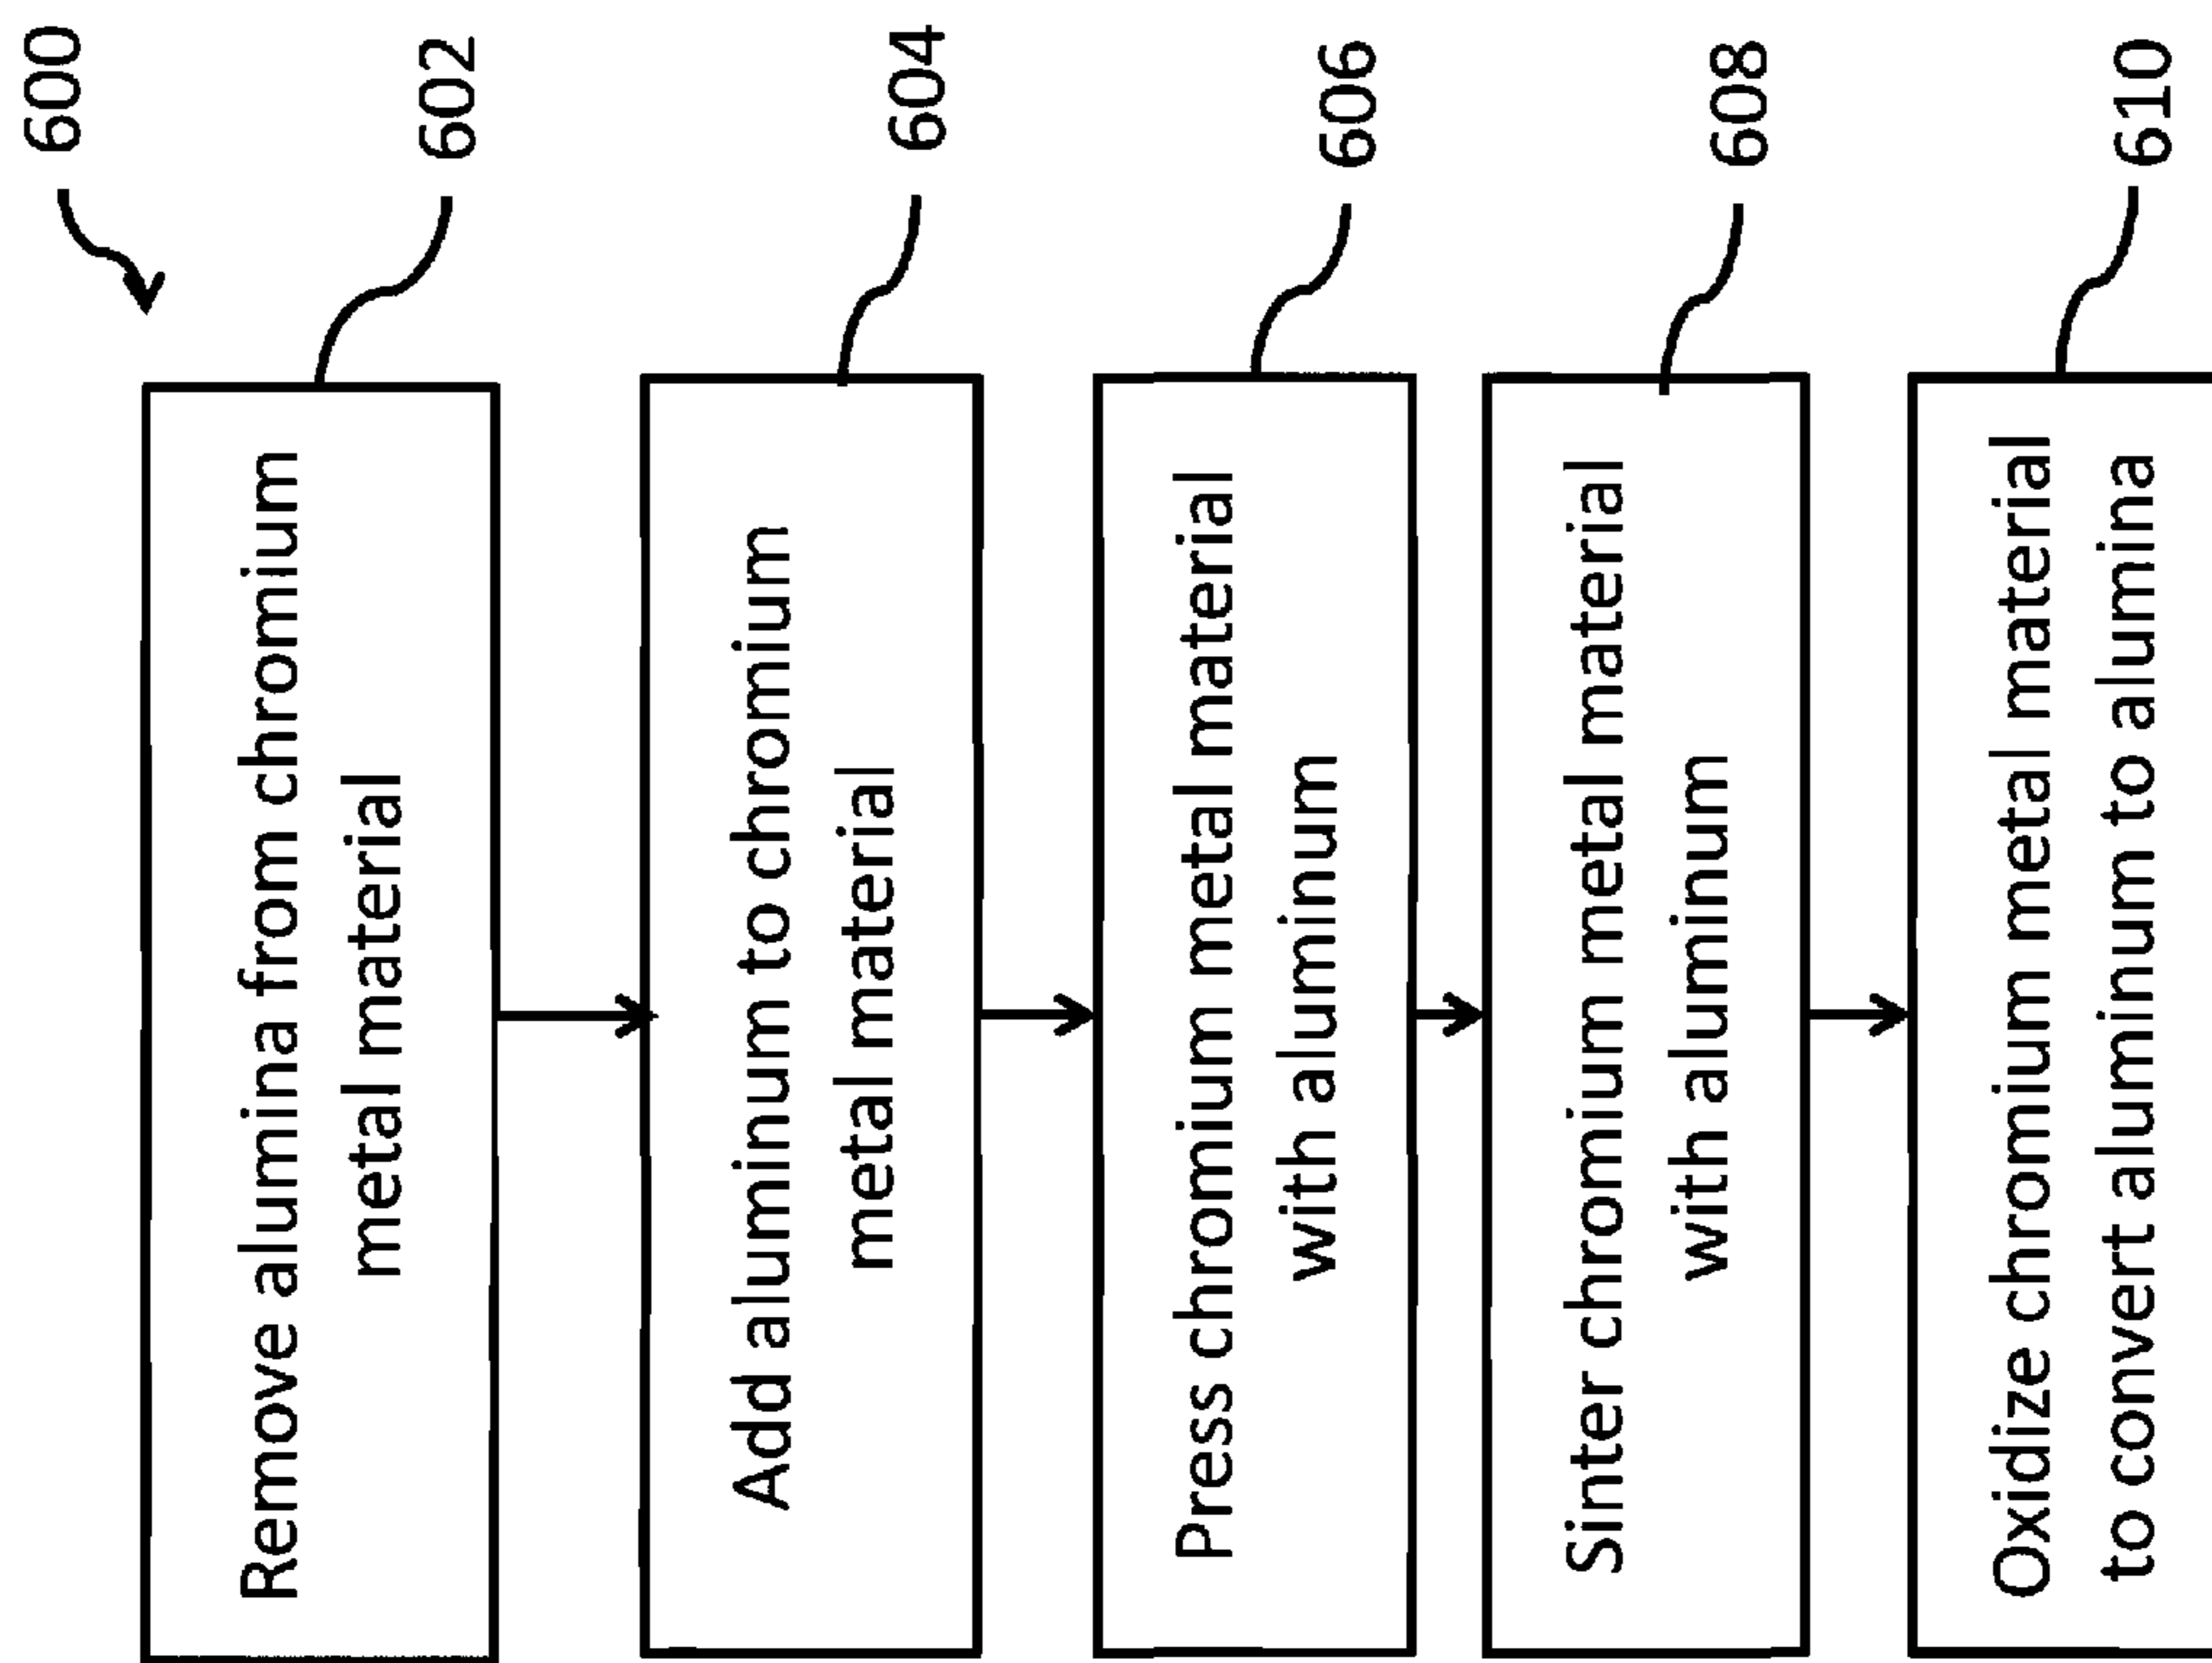 600
Remove alumina from chromium
metal material
602
Add aluminum to chromium
metal material
604
Press chromium metal material
with aluminum
606
Sinter chromium metal material
with aluminum
608
Oxidize chromium metal material
to convert aluminum to alumina
610